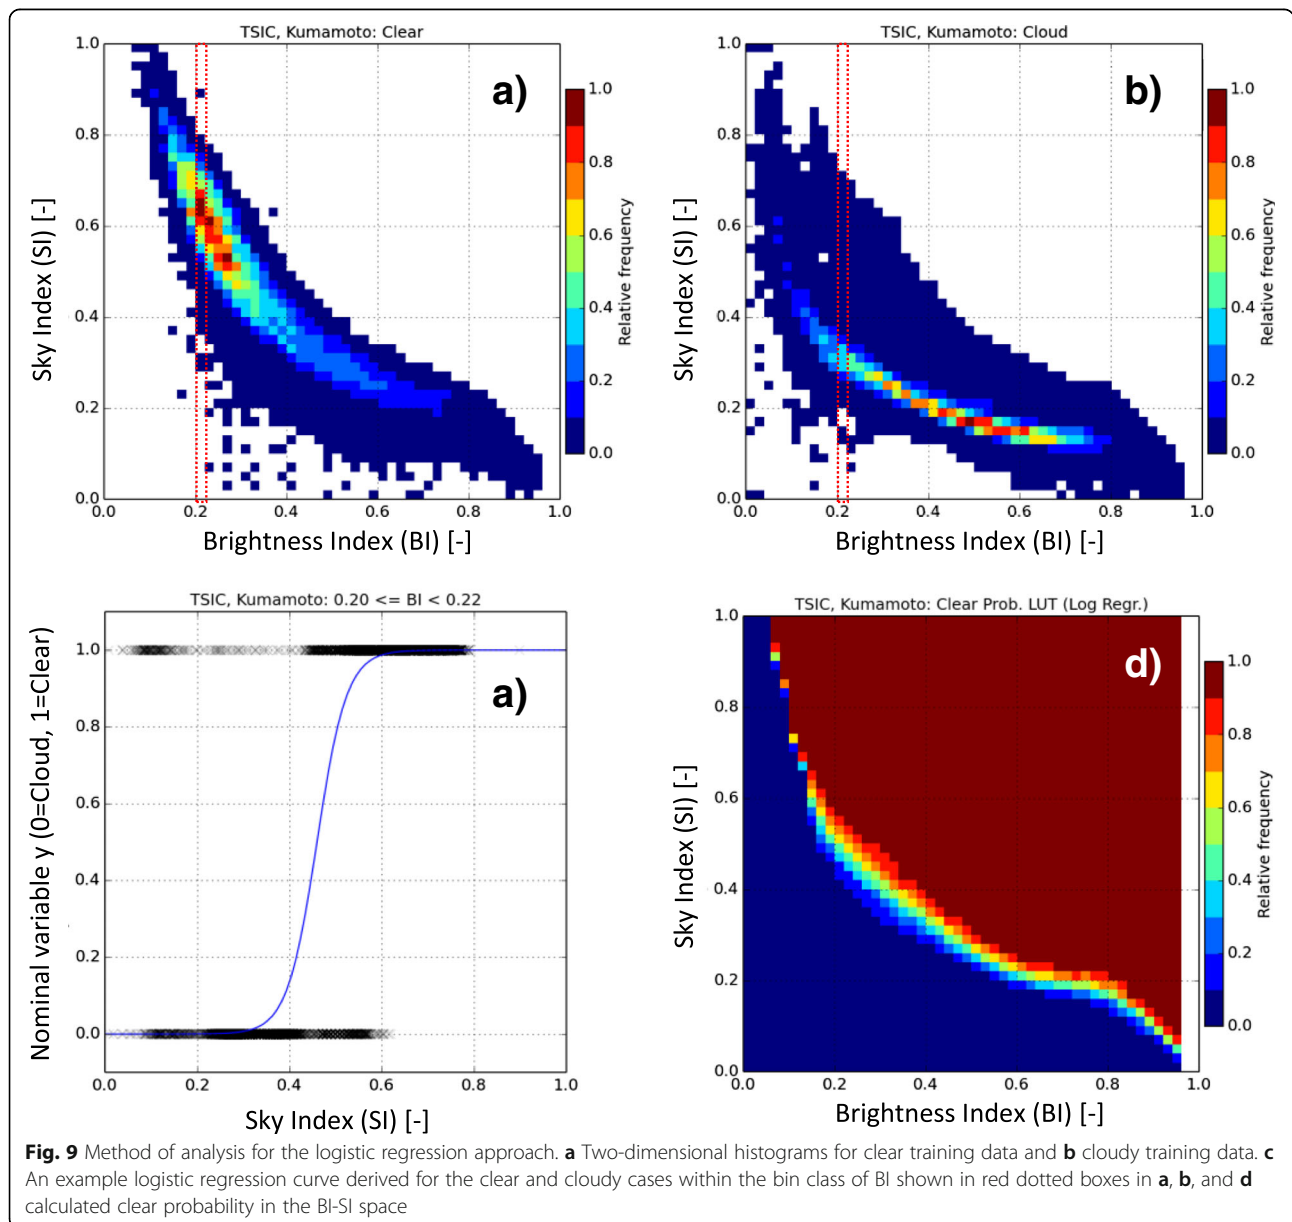 TSIC, Kumamoto: Clear
a)
1.0
0.8
0.6
0.4
0.2
0.0
Sky Index (SI) [-]
0.0 0.2 0.4 0.6 0.8 1.0
Brightness Index (BI) [-]
1.0
0.8
0.6
0.4
0.2
0.0
Relative frequency
TSIC, Kumamoto: Cloud
b)
1.0
0.8
0.6
0.4
0.2
0.0
Sky Index (SI) [-]
0.0 0.2 0.4 0.6 0.8 1.0
Brightness Index (BI) [-]
1.0
0.8
0.6
0.4
0.2
0.0
Relative frequency
TSIC, Kumamoto: 0.20 <= BI < 0.22
a)
1.0
0.8
0.6
0.4
0.2
0.0
Nominal variable y (0=Cloud, 1=Clear)
0.0 0.2 0.4 0.6 0.8 1.0
Sky Index (SI) [-]
TSIC, Kumamoto: Clear Prob. LUT (Log Regr.)
d)
1.0
0.8
0.6
0.4
0.2
0.0
Sky Index (SI) [-]
0.0 0.2 0.4 0.6 0.8 1.0
Brightness Index (BI) [-]
1.0
0.8
0.6
0.4
0.2
0.0
Relative frequency
Fig. 9 Method of analysis for the logistic regression approach. a Two-dimensional histograms for clear training data and b cloudy training data. c
An example logistic regression curve derived for the clear and cloudy cases within the bin class of BI shown in red dotted boxes in a, b, and d
calculated clear probability in the BI-SI space